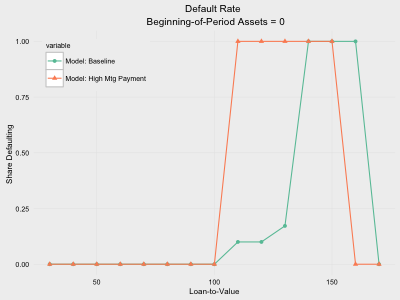 Default Rate
Beginning-of-Period Assets = 0
1.00
variable
Model: Baseline
Model: High Mtg Payment
0.75
Share Defaulting
0.50
0.25
0.00
50
100
150
Loan-to-Value